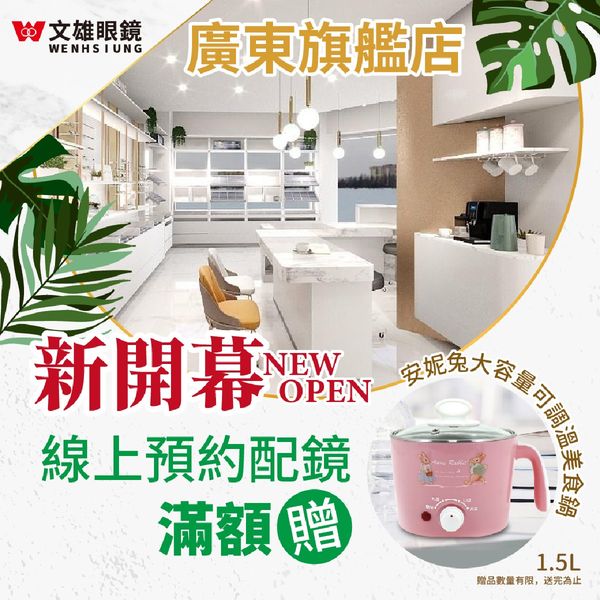 文雄眼鏡
WENHSIUNG
廣東旗艦店
新開幕
NEW
OPEN
線上預約配鏡
滿額贈
安妮兔大容量可調溫美食鍋
Annie Rabbit
1.5L
贈品數量有限，送完為止